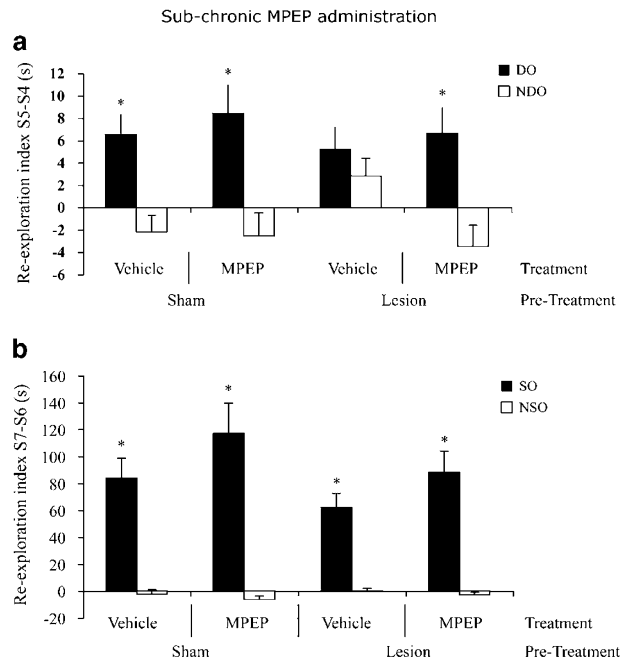 Sub-chronic MPEP administration
a
Re-exploration index S5-S4 (s)
12
10
8
6
4
2
0
-2
-4
-6
* * *
DO
NDO
Vehicle MPEP Vehicle MPEP Treatment
Sham Lesion Pre-Treatment
b
Re-exploration index S7-S6 (s)
160
140
120
100
80
60
40
20
0
-20
* * * *
SO
NSO
Vehicle MPEP Vehicle MPEP Treatment
Sham Lesion Pre-Treatment